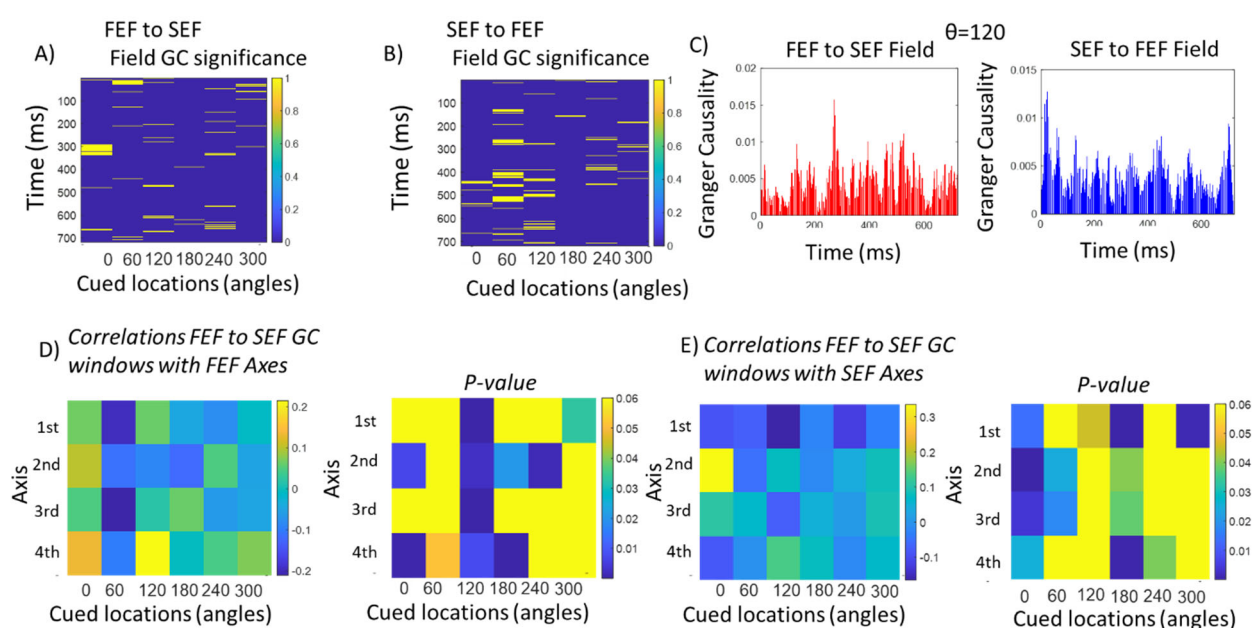 A)
FEF to SEF
Field GC significance
Time (ms)
100
200
300
400
500
600
700
0 60 120 180 240 300
Cued locations (angles)
1
0.8
0.6
0.4
0.2
0
B)
SEF to FEF
Field GC significance
Time (ms)
100
200
300
400
500
600
700
0 60 120 180 240 300
Cued locations (angles)
1
0.8
0.6
0.4
0.2
0
C)
θ=120
FEF to SEF Field
Granger Causality
0.02
0.015
0.01
0.005
0
0 200 400 600
Time (ms)
SEF to FEF Field
Granger Causality
0.015
0.01
0.005
0
0 200 400 600
Time (ms)
D) Correlations FEF to SEF GC
windows with FEF Axes
Axis
1st
2nd
3rd
4th
0 60 120 180 240 300
Cued locations (angles)
0.2
0.1
0
-0.1
-0.2
P-value
Axis
1st
2nd
3rd
4th
0 60 120 180 240 300
Cued locations (angles)
0.06
0.05
0.04
0.03
0.02
0.01
E) Correlations FEF to SEF GC
windows with SEF Axes
Axis
1st
2nd
3rd
4th
0 60 120 180 240 300
Cued locations (angles)
0.3
0.2
0.1
0
-0.1
P-value
Axis
1st
2nd
3rd
4th
0 60 120 180 240 300
Cued locations (angles)
0.06
0.05
0.04
0.03
0.02
0.01
0